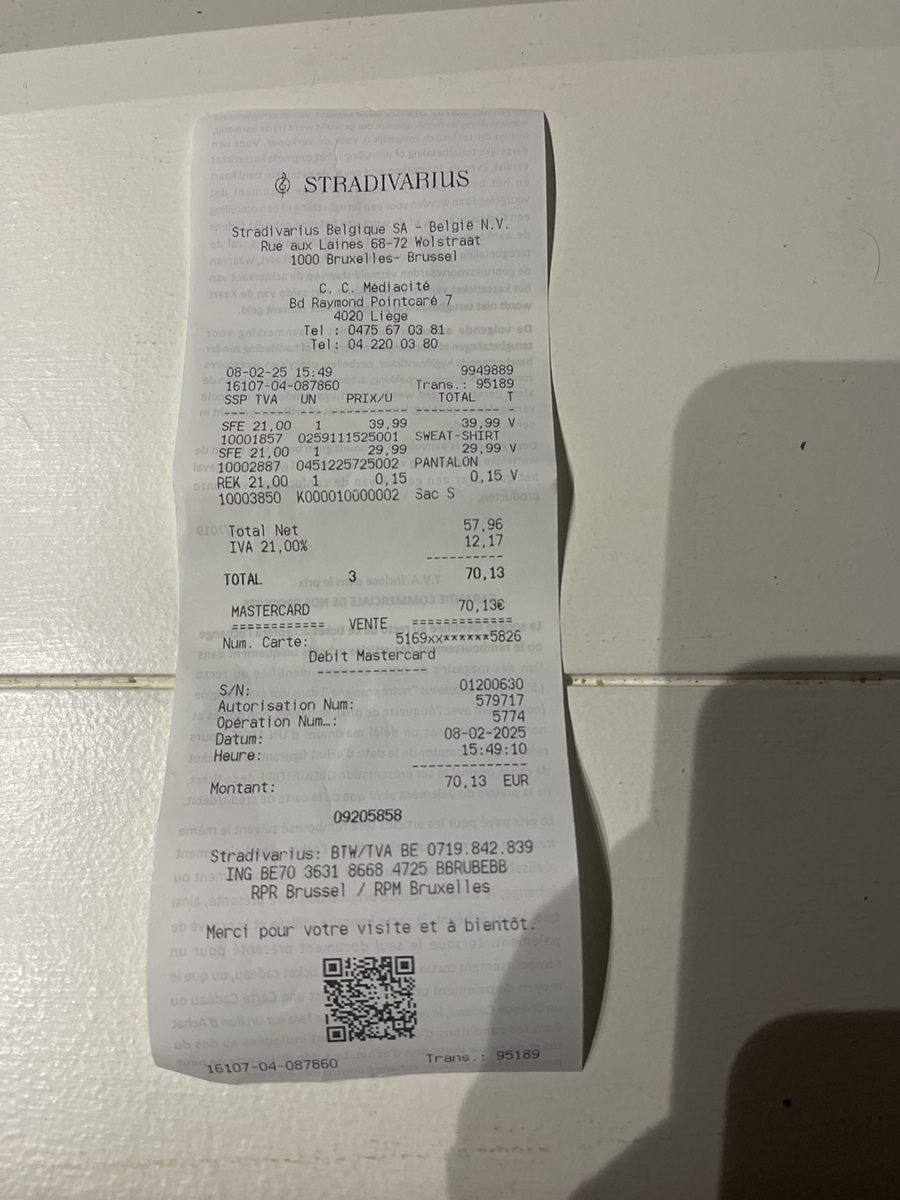 STRADIVARIUS
Stradivarius Belgique SA - België N.V.
Rue aux Laines 68-72 Wolstraat
1000 Bruxelles- Brussel
C. C. Médiacité
Bd Raymond Pointcaré 7
4020 Liège
Tel : 0475 67 03 81
Tel: 04 220 03 80
08-02-25 15:49 9949889
16107-04-087860 Trans.: 95189
SSP TVA UN PRIX/U TOTAL T
SFE 21,00 1 39,99 39,99 V
10001857 0259111525001 SWEAT-SHIRT
SFE 21,00 1 29,99 29,99 V
10002887 0451225725002 PANTALON
REK 21,00 1 0,15 0,15 V
10003850 K000010000002 Sac S
Total Net 57,96
IVA 21,00% 12,17
TOTAL 3 70,13
MASTERCARD 70,13€
============ VENTE =============
Num. Carte: 5169xx******5826
Debit Mastercard
S/N: 01200630
Autorisation Num: 579717
Opération Num…: 5774
Datum: 08-02-2025
Heure: 15:49:10
Montant: 70,13 EUR
09205858
Stradivarius: BTW/TVA BE 0719.842.839
ING BE70 3631 8668 4725 BBRUBEBB
RPR Brussel / RPM Bruxelles
Merci pour votre visite et à bientôt.
16107-04-087860 Trans.: 95189